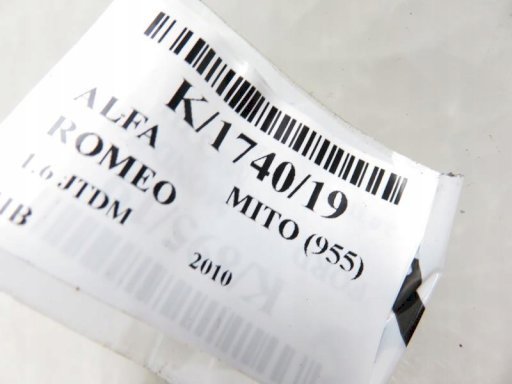 K/1740/19
ALFA
ROMEO MITO (955)
1.6 JTDM 2010